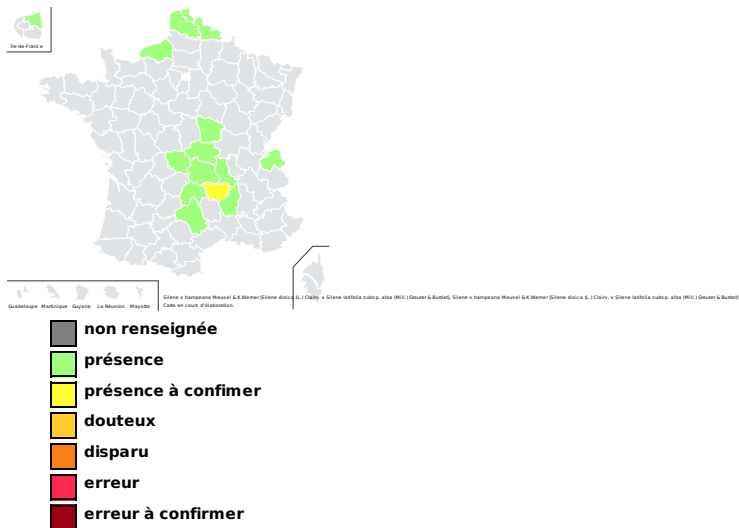 Île-de-France
Guadeloupe Martinique Guyane La Réunion Mayotte
Silene x hampeana Meusel & K.Werner [Silene dioica (L.) Clairv. x Silene latifolia subsp. alba (Mill.) Greuter & Burdet], Silene x hampeana Meusel & K.Werner [Silene dioica (L.) Clairv. x Silene latifolia subsp. alba (Mill.) Greuter & Burdet]
Carte en cours d'élaboration.
non renseignée
présence
présence à confimer
douteux
disparu
erreur
erreur à confirmer